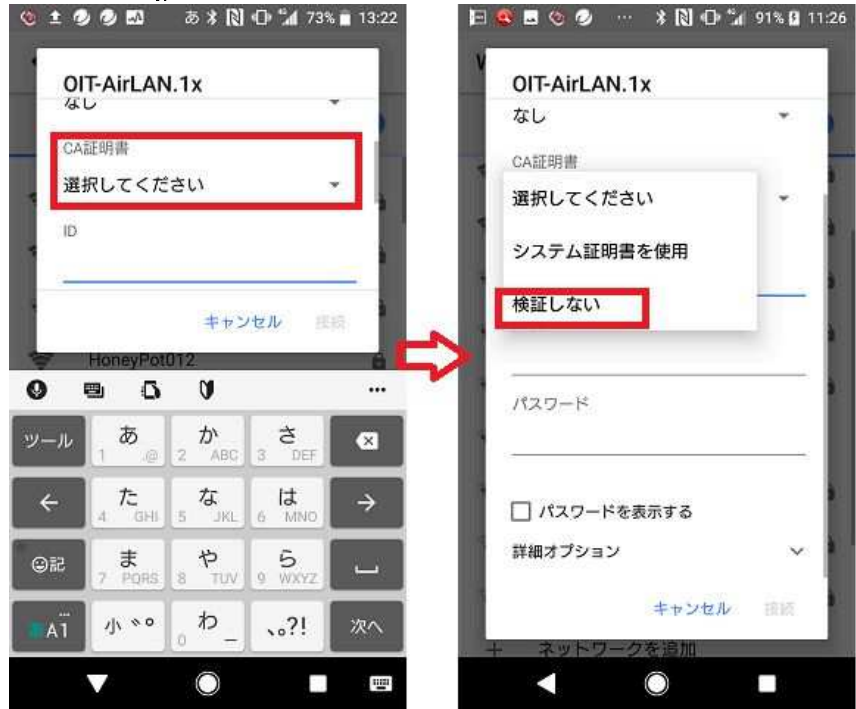 73% 13:22
OIT-AirLAN.1x
なし
CA証明書
選択してください
ID
キャンセル 接続
HoneyPot012
ツール
あ
1 .@
か
2 ABC
さ
3 DEF
←
た
4 GHI
な
5 JKL
は
6 MNO
→
記
ま
7 PQRS
や
8 TUV
ら
9 WXYZ
あA1
小
わ
0
、。?!
次へ
91% 11:26
OIT-AirLAN.1x
なし
CA証明書
選択してください
システム証明書を使用
検証しない
パスワード
パスワードを表示する
詳細オプション
キャンセル 接続
ネットワークを追加